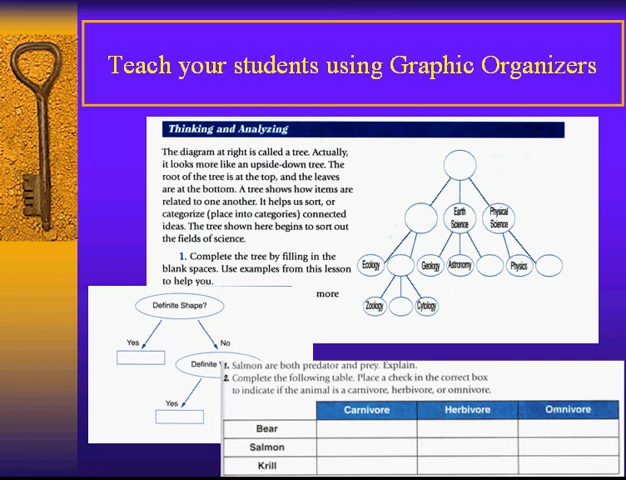 Teach your students using Graphic Organizers
Thinking and Analyzing
The diagram at right is called a tree. Actually,
it looks more like an upside-down tree. The
root of the tree is at the top, and the leaves
are at the bottom. A tree shows how items are
related to one another. It helps us sort, or
categorize (place into categories) connected
ideas. The tree shown here begins to sort out
the fields of science.
1. Complete the tree by filling in the
blank spaces. Use examples from this lesson
to help you.
more
Earth
Science
Physical
Science
Ecology
Geology
Astronomy
Physics
Zoology
Cytology
Definite Shape?
Yes
No
Definite
Yes
1. Salmon are both predator and prey. Explain.
2. Complete the following table. Place a check in the correct box
to indicate if the animal is a carnivore, herbivore, or omnivore.
Carnivore Herbivore Omnivore
Bear
Salmon
Krill